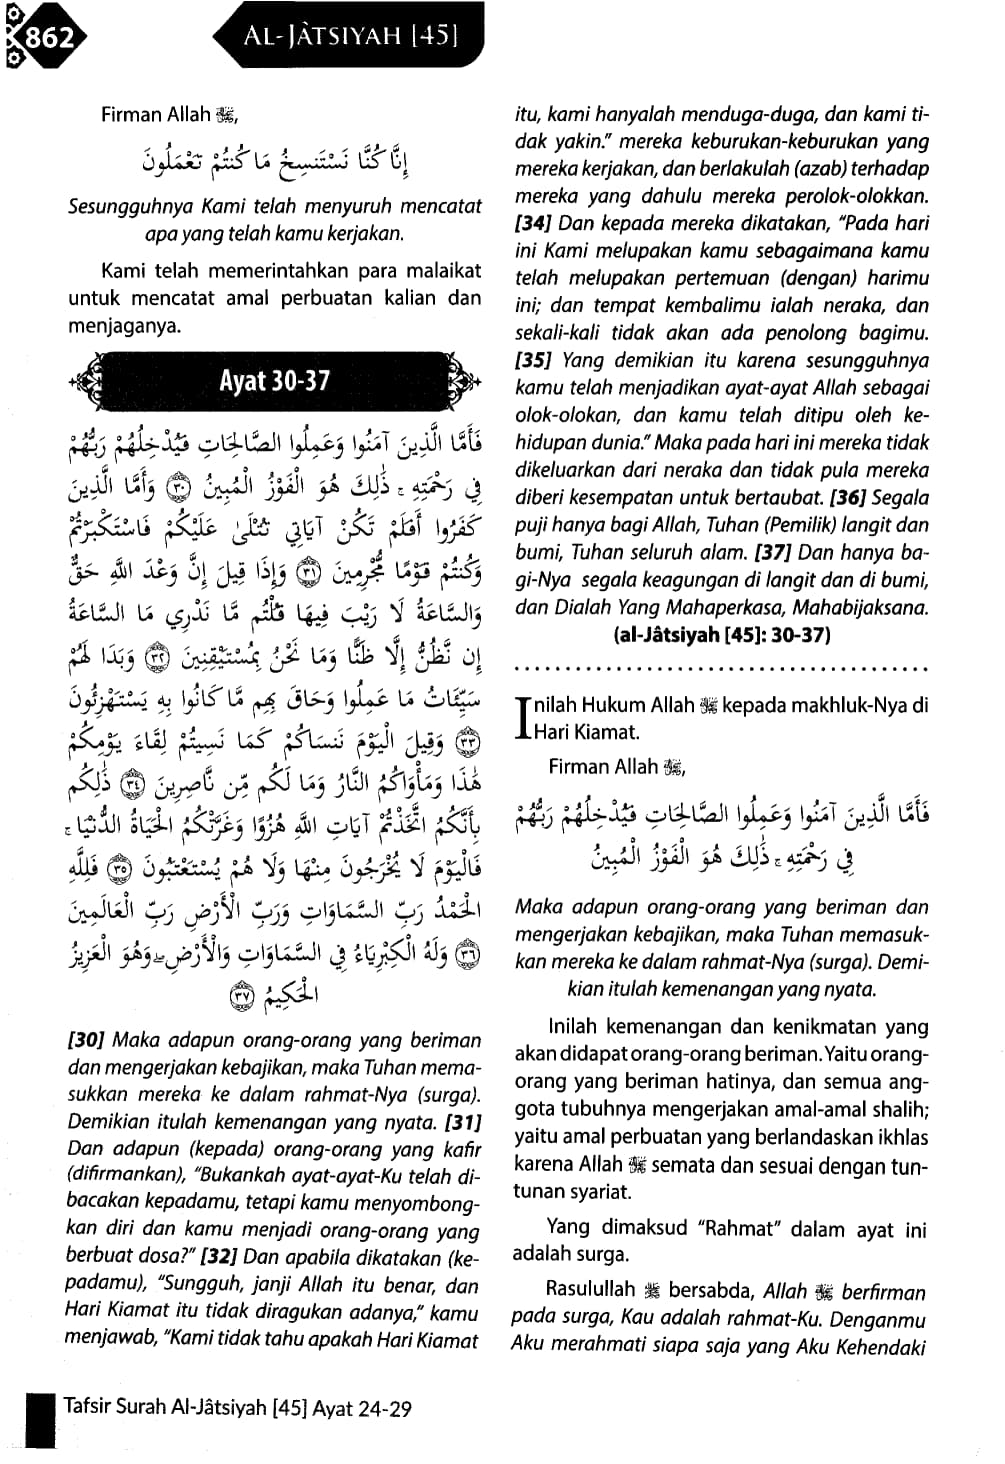 862
AL-JÀTSIYAH [45]
Firman Allah ﷻ,
إِنَّا كُنَّا نَسْتَنسِخُ مَا كُنتُمْ تَعْمَلُونَ
Sesungguhnya Kami telah menyuruh mencatat
apa yang telah kamu kerjakan.
Kami telah memerintahkan para malaikat
untuk mencatat amal perbuatan kalian dan
menjaganya.
Ayat 30-37
فَأَمَّا الَّذِينَ آمَنُوا وَعَمِلُوا الصَّالِحَاتِ فَيُدْخِلُهُمْ رَبُّهُمْ
فِي رَحْمَتِهِ ۚ ذَٰلِكَ هُوَ الْفَوْزُ الْمُبِينُ ﴿٣٠﴾ وَأَمَّا الَّذِينَ
كَفَرُوا أَفَلَمْ تَكُنْ آيَاتِي تُتْلَىٰ عَلَيْكُمْ فَاسْتَكْبَرْتُمْ
وَكُنتُمْ قَوْمًا مُّجْرِمِينَ ﴿٣١﴾ وَإِذَا قِيلَ إِنَّ وَعْدَ اللَّهِ حَقٌّ
وَالسَّاعَةُ لَا رَيْبَ فِيهَا قُلْتُم مَّا نَدْرِي مَا السَّاعَةُ
إِن نَّظُنُّ إِلَّا ظَنًّا وَمَا نَحْنُ بِمُسْتَيْقِنِينَ ﴿٣٢﴾ وَبَدَا لَهُمْ
سَيِّئَاتُ مَا عَمِلُوا وَحَاقَ بِهِم مَّا كَانُوا بِهِ يَسْتَهْزِئُونَ
﴿٣٣﴾ وَقِيلَ الْيَوْمَ نَنسَاكُمْ كَمَا نَسِيتُمْ لِقَاءَ يَوْمِكُمْ
هَٰذَا وَمَأْوَاكُمُ النَّارُ وَمَا لَكُم مِّن نَّاصِرِينَ ﴿٣٤﴾ ذَٰلِكُم
بِأَنَّكُمُ اتَّخَذْتُمْ آيَاتِ اللَّهِ هُزُوًا وَغَرَّتْكُمُ الْحَيَاةُ الدُّنْيَا ۚ
فَالْيَوْمَ لَا يُخْرَجُونَ مِنْهَا وَلَا هُمْ يُسْتَعْتَبُونَ ﴿٣٥﴾ فَلِلَّهِ
الْحَمْدُ رَبِّ السَّمَاوَاتِ وَرَبِّ الْأَرْضِ رَبِّ الْعَالَمِينَ
﴿٣٦﴾ وَلَهُ الْكِبْرِيَاءُ فِي السَّمَاوَاتِ وَالْأَرْضِ ۖ وَهُوَ الْعَزِيزُ
الْحَكِيمُ ﴿٣٧﴾
[30] Maka adapun orang-orang yang beriman
dan mengerjakan kebajikan, maka Tuhan mema-
sukkan mereka ke dalam rahmat-Nya (surga).
Demikian itulah kemenangan yang nyata. [31]
Dan adapun (kepada) orang-orang yang kafir
(difirmankan), "Bukankah ayat-ayat-Ku telah di-
bacakan kepadamu, tetapi kamu menyombong-
kan diri dan kamu menjadi orang-orang yang
berbuat dosa?" [32] Dan apabila dikatakan (ke-
padamu), "Sungguh, janji Allah itu benar, dan
Hari Kiamat itu tidak diragukan adanya," kamu
menjawab, "Kami tidak tahu apakah Hari Kiamat
itu, kami hanyalah menduga-duga, dan kami ti-
dak yakin." mereka keburukan-keburukan yang
mereka kerjakan, dan berlakulah (azab) terhadap
mereka yang dahulu mereka perolok-olokkan.
[34] Dan kepada mereka dikatakan, "Pada hari
ini Kami melupakan kamu sebagaimana kamu
telah melupakan pertemuan (dengan) harimu
ini; dan tempat kembalimu ialah neraka, dan
sekali-kali tidak akan ada penolong bagimu.
[35] Yang demikian itu karena sesungguhnya
kamu telah menjadikan ayat-ayat Allah sebagai
olok-olokan, dan kamu telah ditipu oleh ke-
hidupan dunia." Maka pada hari ini mereka tidak
dikeluarkan dari neraka dan tidak pula mereka
diberi kesempatan untuk bertaubat. [36] Segala
puji hanya bagi Allah, Tuhan (Pemilik) langit dan
bumi, Tuhan seluruh alam. [37] Dan hanya ba-
gi-Nya segala keagungan di langit dan di bumi,
dan Dialah Yang Mahaperkasa, Mahabijaksana.
(al-Jâtsiyah [45]: 30-37)
Inilah Hukum Allah ﷻ kepada makhluk-Nya di
Hari Kiamat.
Firman Allah ﷻ,
فَأَمَّا الَّذِينَ آمَنُوا وَعَمِلُوا الصَّالِحَاتِ فَيُدْخِلُهُمْ رَبُّهُمْ
فِي رَحْمَتِهِ ۚ ذَٰلِكَ هُوَ الْفَوْزُ الْمُبِينُ
Maka adapun orang-orang yang beriman dan
mengerjakan kebajikan, maka Tuhan memasuk-
kan mereka ke dalam rahmat-Nya (surga). Demi-
kian itulah kemenangan yang nyata.
Inilah kemenangan dan kenikmatan yang
akan didapat orang-orang beriman. Yaitu orang-
orang yang beriman hatinya, dan semua ang-
gota tubuhnya mengerjakan amal-amal shalih;
yaitu amal perbuatan yang berlandaskan ikhlas
karena Allah ﷻ semata dan sesuai dengan tun-
tunan syariat.
Yang dimaksud "Rahmat" dalam ayat ini
adalah surga.
Rasulullah ﷺ bersabda, Allah ﷻ berfirman
pada surga, Kau adalah rahmat-Ku. Denganmu
Aku merahmati siapa saja yang Aku Kehendaki
Tafsir Surah Al-Jâtsiyah [45] Ayat 24-29